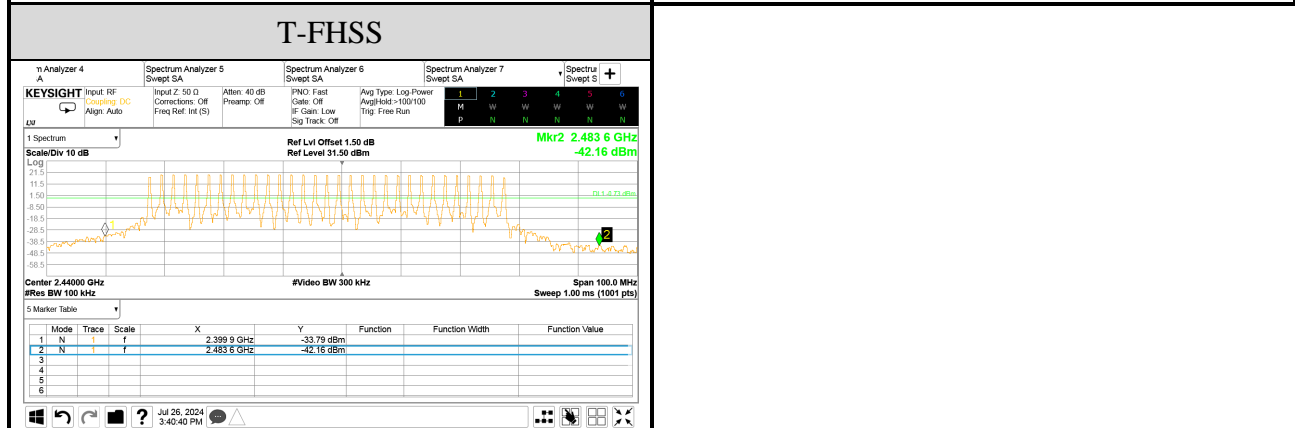 T-FHSS
n Analyzer 4
A
Spectrum Analyzer 5
Swept SA
Spectrum Analyzer 6
Swept SA
Spectrum Analyzer 7
Swept SA
Spectru
Swept S
KEYSIGHT
Input: RF
Coupling: DC
Align: Auto
LXI
Input Z: 50 Ω
Corrections: Off
Freq Ref: Int (S)
Atten: 40 dB
Preamp: Off
PNO: Fast
Gate: Off
IF Gain: Low
Sig Track: Off
Avg Type: Log-Power
Avg|Hold:>100/100
Trig: Free Run
1 2 3 4 5 6
M W W W W W
P N N N N N
1 Spectrum
Scale/Div 10 dB
Ref Lvl Offset 1.50 dB
Ref Level 31.50 dBm
Mkr2 2.483 6 GHz
-42.16 dBm
Log
21.5
11.5
1.50
-8.50
-18.5
-28.5
-38.5
-48.5
-58.5
1
2
Center 2.44000 GHz
#Res BW 100 kHz
#Video BW 300 kHz
Span 100.0 MHz
Sweep 1.00 ms (1001 pts)
5 Marker Table
Mode Trace Scale X Y Function Function Width Function Value
1 N 1 f 2.399 9 GHz -33.79 dBm
2 N 1 f 2.483 6 GHz -42.16 dBm
3
4
5
6
?
Jul 26, 2024
3:40:40 PM